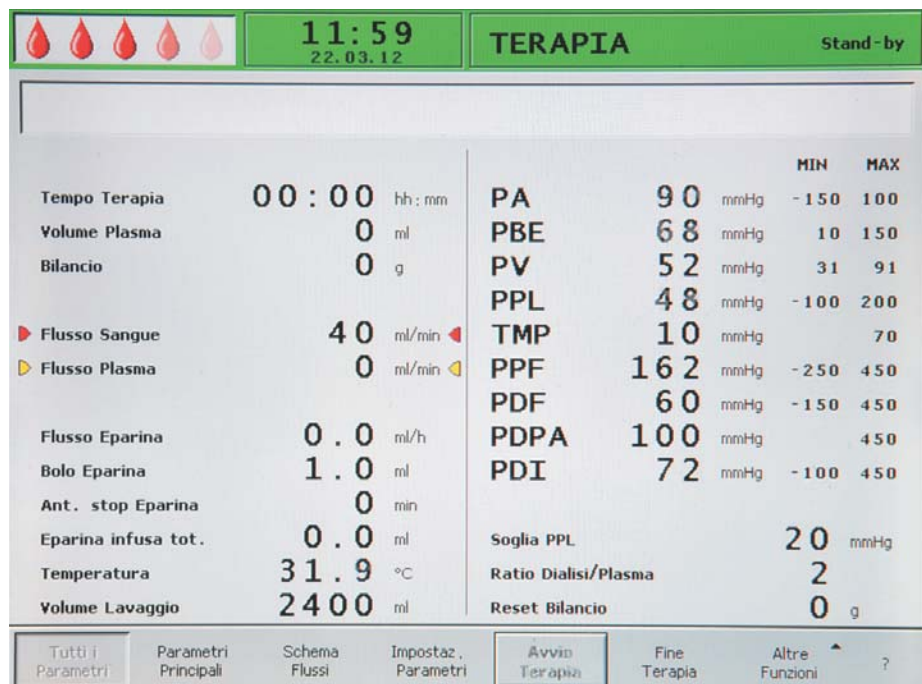 11:59
22.03.12
TERAPIA
Stand-by
MIN MAX
Tempo Terapia 00:00 hh:mm
Volume Plasma 0 ml
Bilancio 0 g
Flusso Sangue 40 ml/min
Flusso Plasma 0 ml/min
Flusso Eparina 0.0 ml/h
Bolo Eparina 1.0 ml
Ant. stop Eparina 0 min
Eparina infusa tot. 0.0 ml
Temperatura 31.9 °C
Volume Lavaggio 2400 ml
PA 90 mmHg -150 100
PBE 68 mmHg 10 150
PV 52 mmHg 31 91
PPL 48 mmHg -100 200
TMP 10 mmHg 70
PPF 162 mmHg -250 450
PDF 60 mmHg -150 450
PDPA 100 mmHg 450
PDI 72 mmHg -100 450
Soglia PPL 20 mmHg
Ratio Dialisi/Plasma 2
Reset Bilancio 0 g
Tutti i
Parametri
Parametri
Principali
Schema
Flussi
Impostaz.
Parametri
Avvio
Terapia
Fine
Terapia
Altre
Funzioni
?